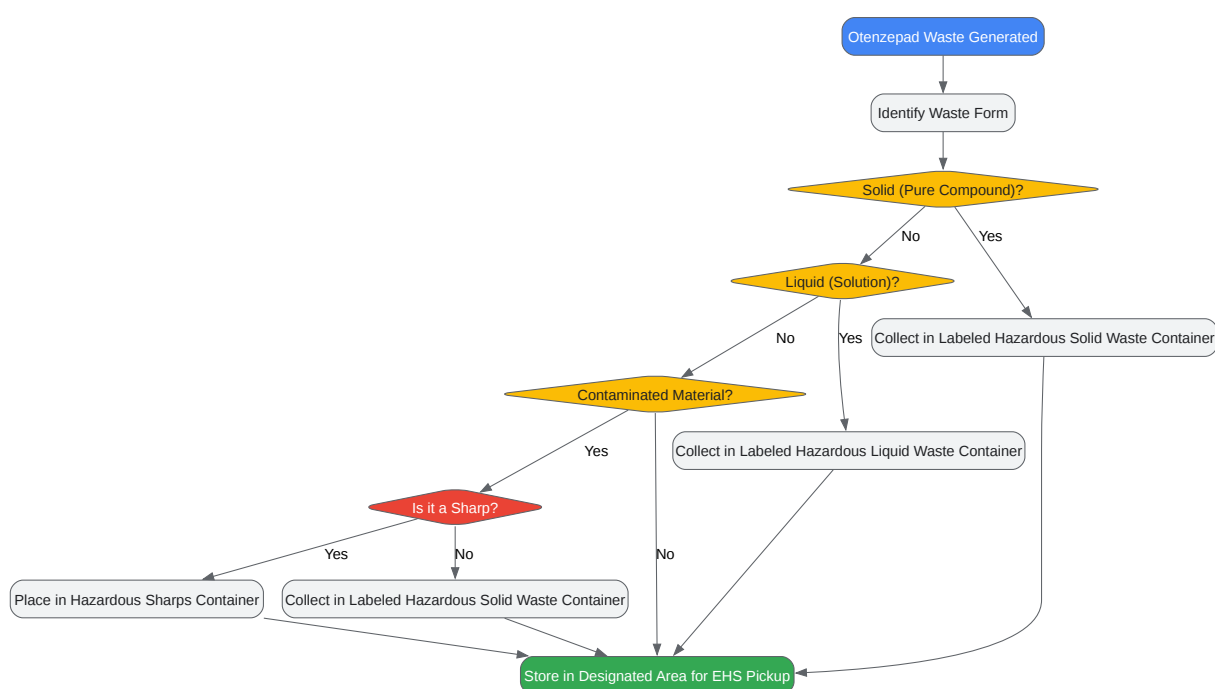 Otenzepad Waste Generated
Identify Waste Form
Solid (Pure Compound)?
No
Yes
Liquid (Solution)?
No
Yes
Collect in Labeled Hazardous Solid Waste Container
Contaminated Material?
Collect in Labeled Hazardous Liquid Waste Container
Yes
Is it a Sharp?
Yes
No
No
Place in Hazardous Sharps Container
Collect in Labeled Hazardous Solid Waste Container
Store in Designated Area for EHS Pickup